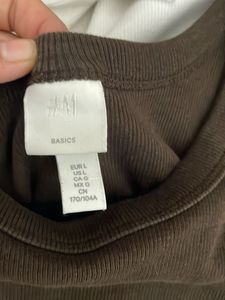 H&M
BASICS
EUR L
US L
CA G
MX G
CN
170/104A